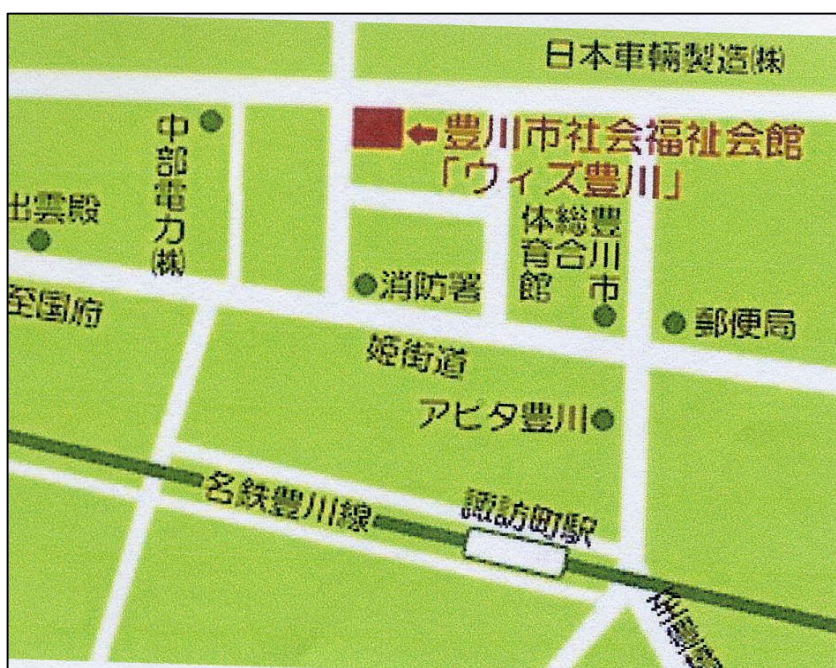 日本車輛製造㈱
豊川市社会福祉会館
「ウィズ豊川」
中部電力㈱
出雲殿
豊川市
総合
体育館
消防署
至国府
郵便局
姫街道
アピタ豊川
名鉄豊川線
諏訪町駅